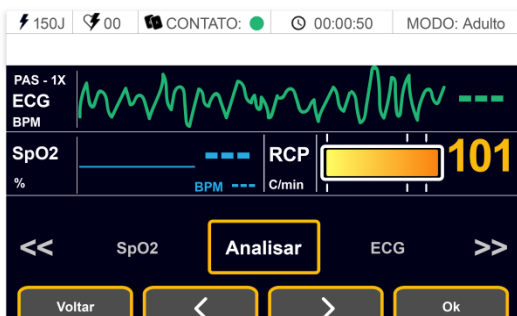 150J 00 CONTATO: 00:00:50 MODO: Adulto
PAS - 1X
ECG
BPM
---
SpO2
%
---
BPM ---
RCP
C/min
101
<< SpO2 Analisar ECG >>
Voltar < > Ok